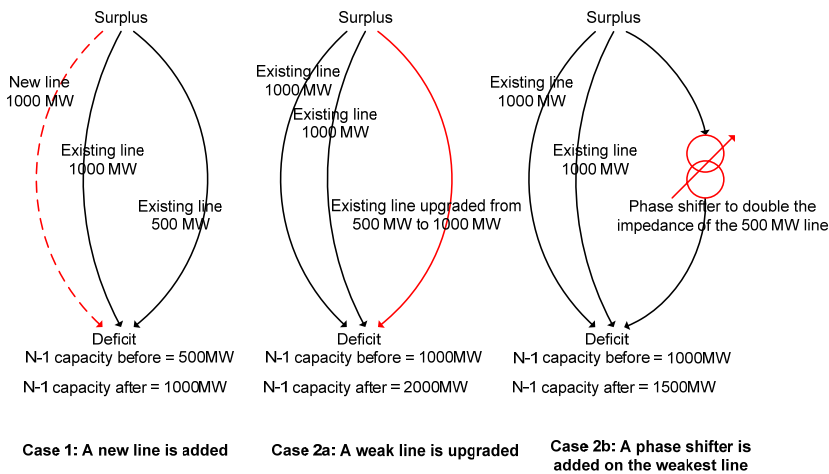 Surplus
New line
1000 MW
Existing line
1000 MW
Existing line
500 MW
Deficit
N-1 capacity before = 500MW
N-1 capacity after = 1000MW
Case 1: A new line is added
Surplus
Existing line
1000 MW
Existing line
1000 MW
Existing line upgraded from
500 MW to 1000 MW
Deficit
N-1 capacity before = 1000MW
N-1 capacity after = 2000MW
Case 2a: A weak line is upgraded
Surplus
Existing line
1000 MW
Existing line
1000 MW
Phase shifter to double the
impedance of the 500 MW line
Deficit
N-1 capacity before = 1000MW
N-1 capacity after = 1500MW
Case 2b: A phase shifter is
added on the weakest line